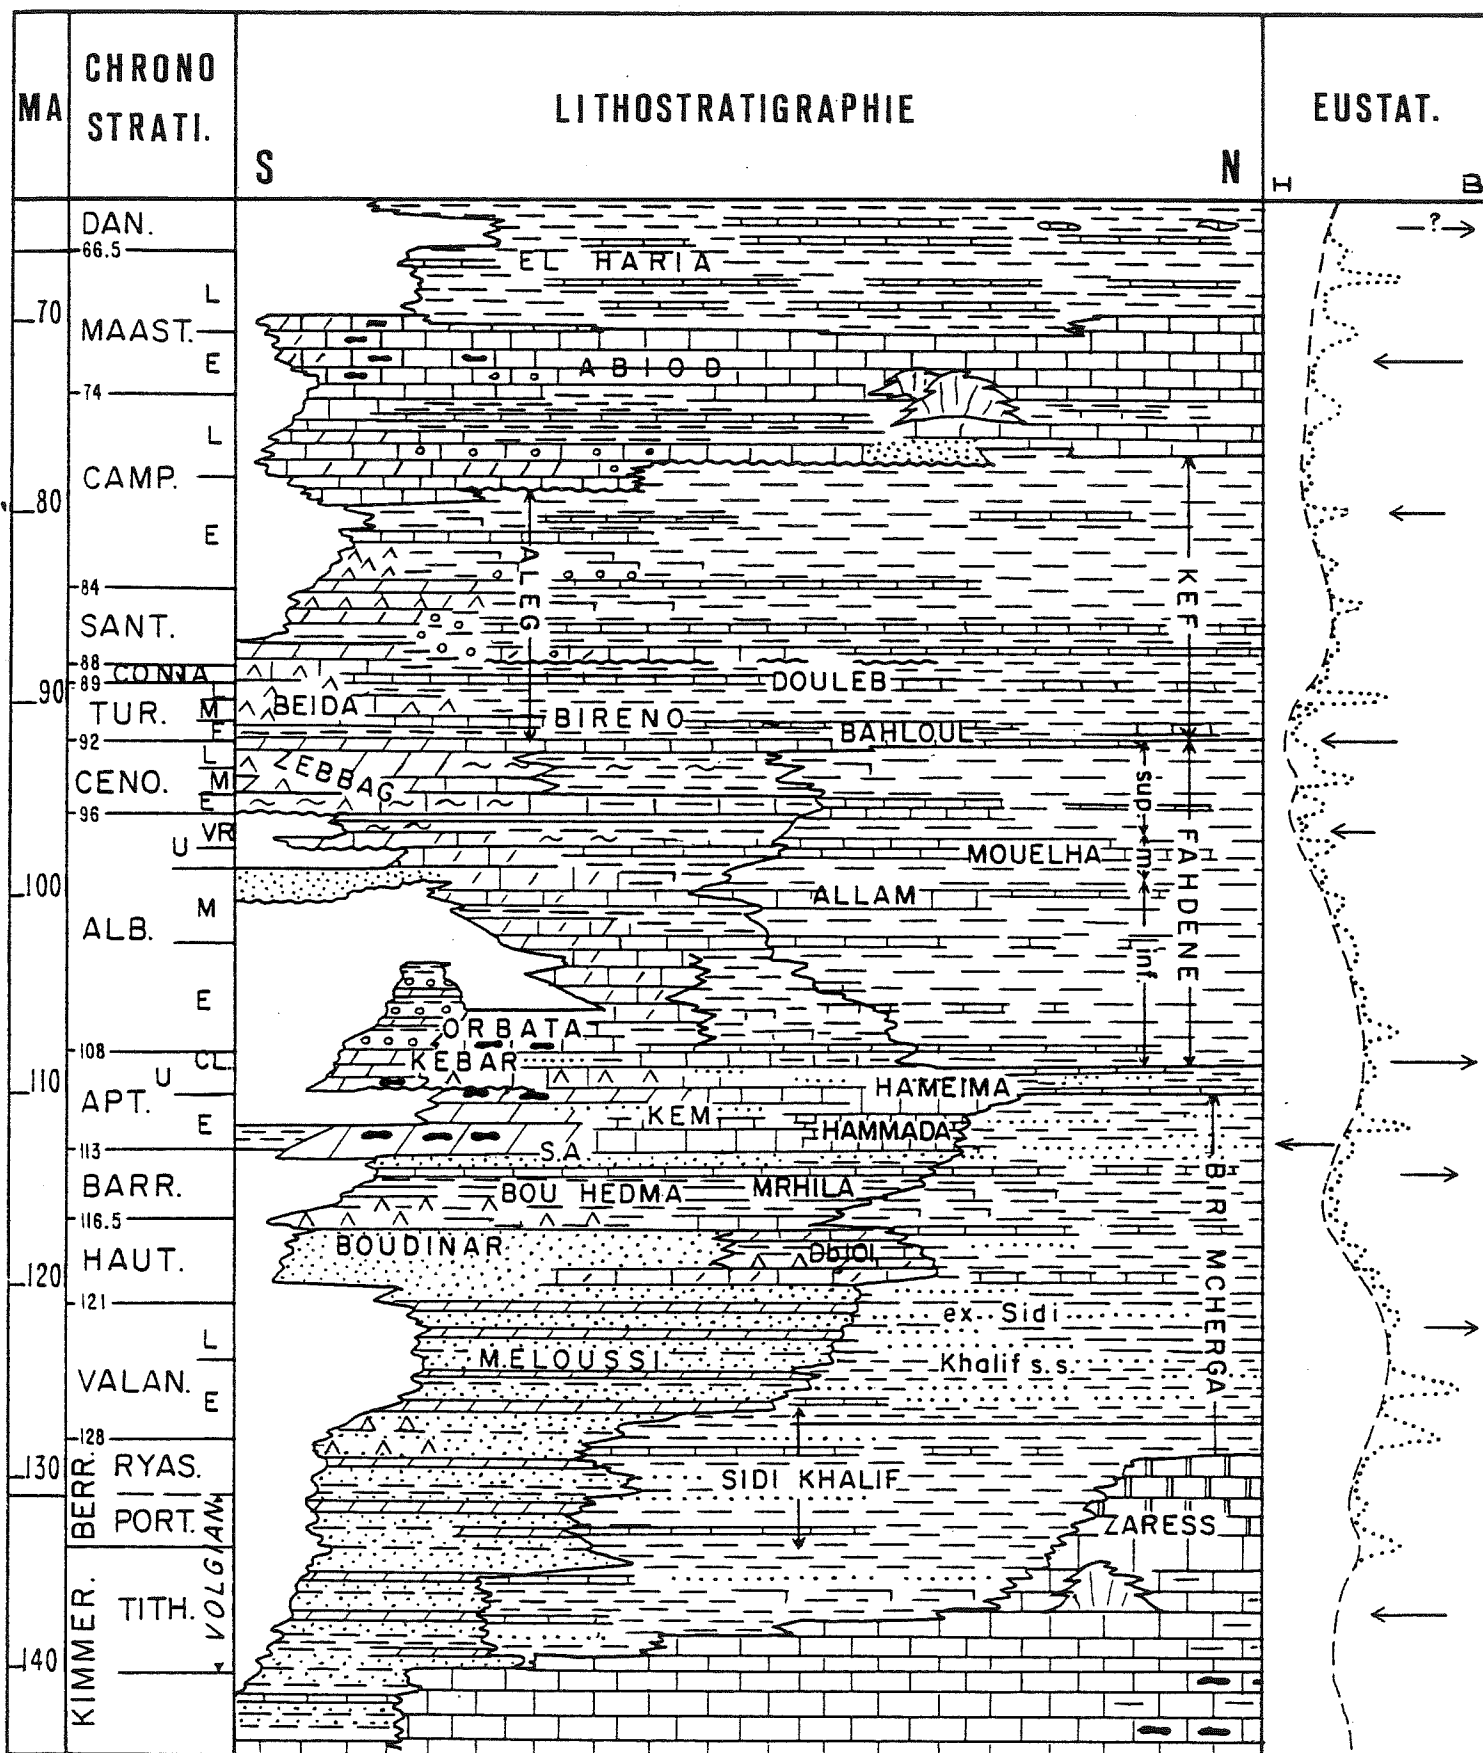 MA
CHRONO
STRATI.
LITHOSTRATIGRAPHIE
S
N
EUSTAT.
H
B
DAN.
66.5
?
EL HARIA
L
70
MAAST.
E
ABIOD
74
L
CAMP.
80
E
ALEG
KEF
84
SANT.
88
CONIA
89
L
DOULEB
90
TUR.
M
BEIDA
BIRENO
E
BAHLOUL
92
L
ZEBBAG
CENO.
M
sup.
E
96
VR
U
m.
MOUELHA
FAHDENE
100
M
ALLAM
ALB.
inf.
E
ORBATA
108
CL.
KEBAR
U
110
HAMEIMA
APT.
KEM
E
HAMMADA
113
S.A
BARR.
BOU HEDMA
MRHILA
BIR MCHERGA
116.5
BOUDINAR
HAUT.
120
121
ex. Sidi
L
MELOUSSI
Khalif s.s.
VALAN.
E
128
130
BERR.
RYAS.
SIDI KHALIF
PORT.
ZARESS
VOLGIAN
KIMMER.
TITH.
140